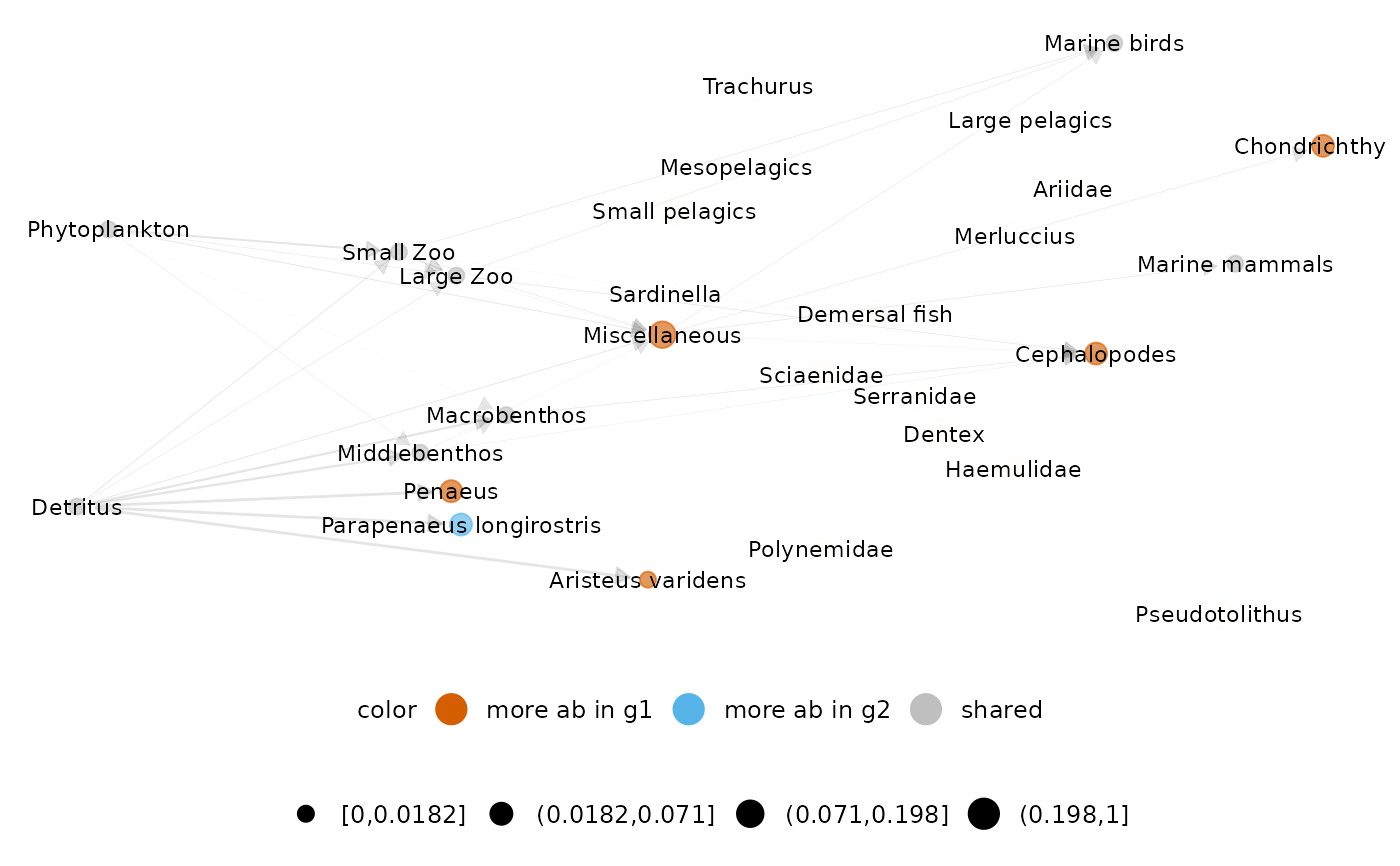 Marine birds
Trachurus
Large pelagics
Chondrichthy
Mesopelagics
Ariidae
Small pelagics
Phytoplankton
Merluccius
Small Zoo
Marine mammals
Large Zoo
Sardinella
Demersal fish
Miscellaneous
Cephalopodes
Sciaenidae
Serranidae
Macrobenthos
Dentex
Middlebenthos
Haemulidae
Penaeus
Detritus
Parapenaeus longirostris
Polynemidae
Aristeus varidens
Pseudotolithus
color more ab in g1 more ab in g2 shared
[0,0.0182] (0.0182,0.071] (0.071,0.198] (0.198,1]